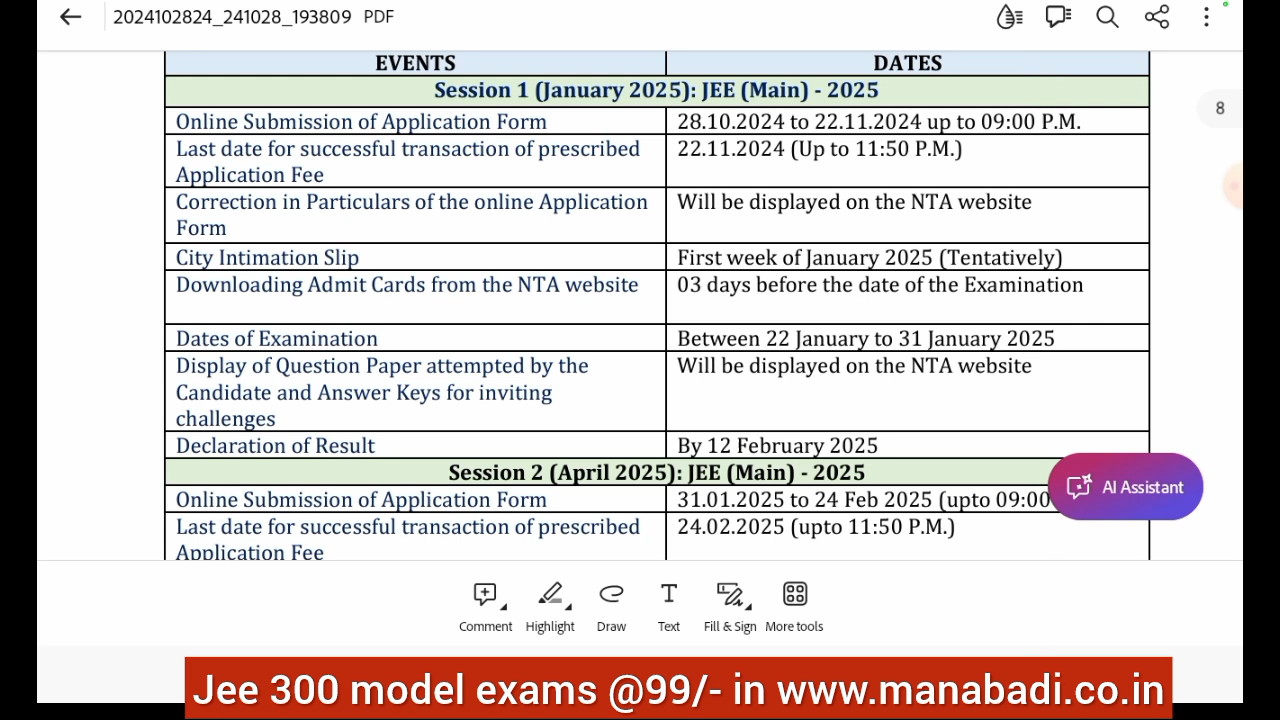 2024102824_241028_193809 PDF
EVENTS DATES
Session 1 (January 2025): JEE (Main) - 2025
Online Submission of Application Form 28.10.2024 to 22.11.2024 up to 09:00 P.M.
Last date for successful transaction of prescribed 22.11.2024 (Up to 11:50 P.M.)
Application Fee
Correction in Particulars of the online Application Will be displayed on the NTA website
Form
City Intimation Slip First week of January 2025 (Tentatively)
Downloading Admit Cards from the NTA website 03 days before the date of the Examination
Dates of Examination Between 22 January to 31 January 2025
Display of Question Paper attempted by the Will be displayed on the NTA website
Candidate and Answer Keys for inviting
challenges
Declaration of Result By 12 February 2025
Session 2 (April 2025): JEE (Main) - 2025
Online Submission of Application Form 31.01.2025 to 24 Feb 2025 (upto 09:00
Last date for successful transaction of prescribed 24.02.2025 (upto 11:50 P.M.)
Application Fee
8
AI Assistant
Comment Highlight Draw Text Fill & Sign More tools
Jee 300 model exams @99/- in www.manabadi.co.in